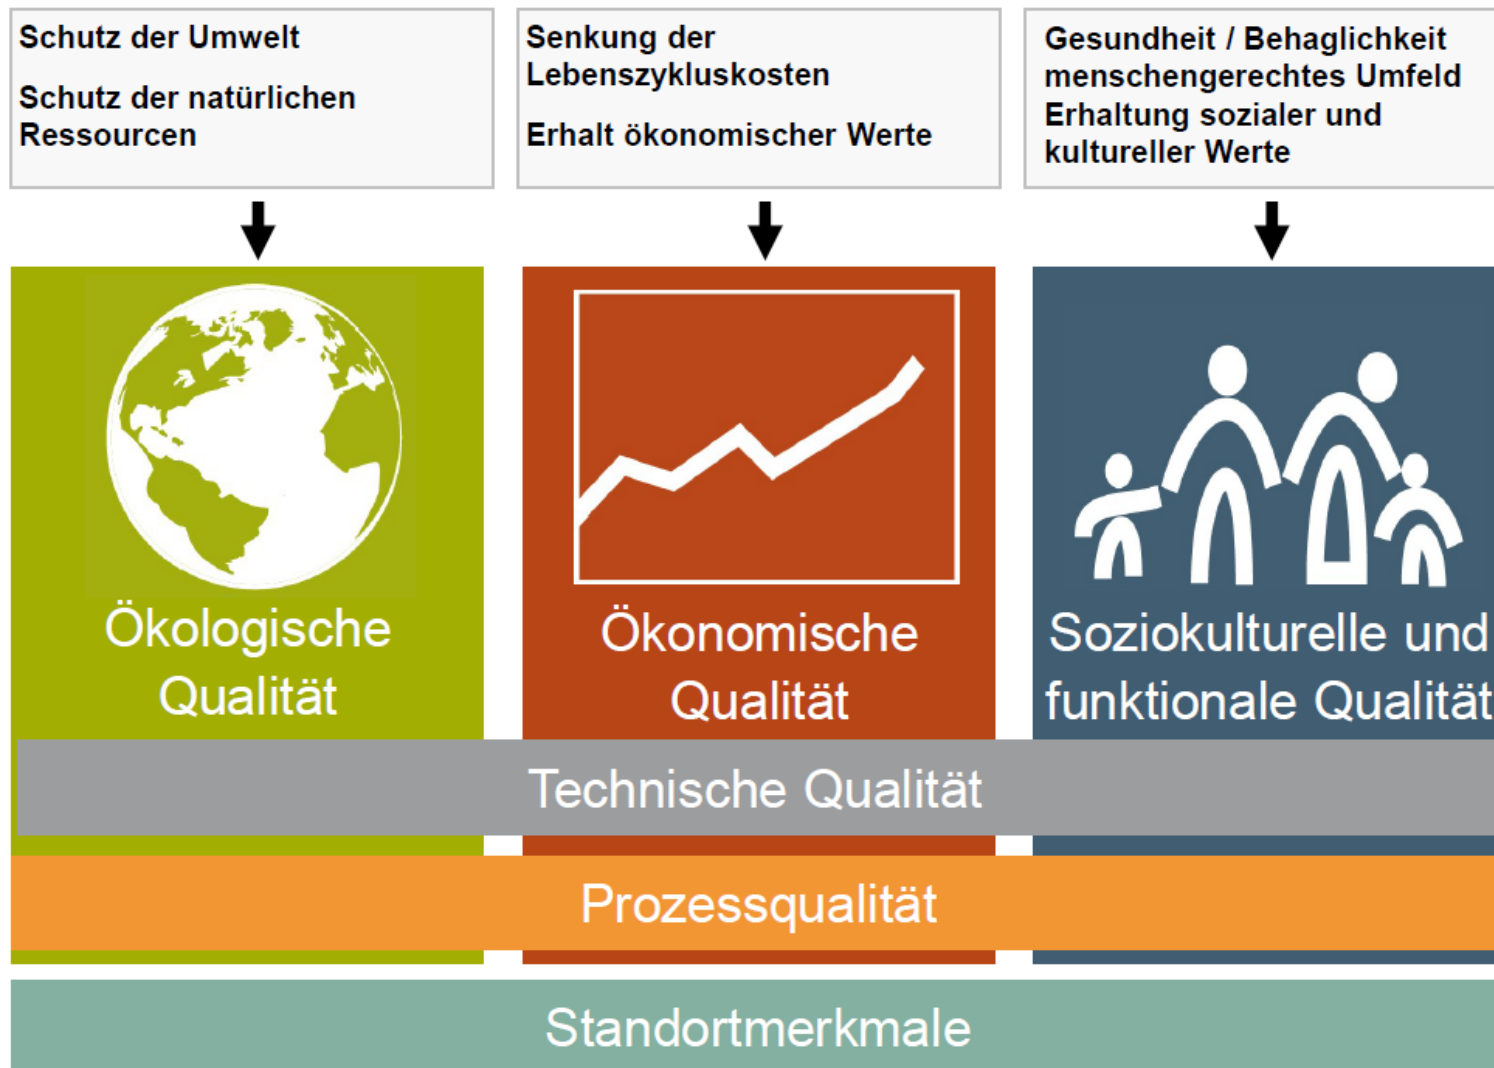 Schutz der Umwelt
Schutz der natürlichen
Ressourcen
Senkung der
Lebenszykluskosten
Erhalt ökonomischer Werte
Gesundheit / Behaglichkeit
menschengerechtes Umfeld
Erhaltung sozialer und
kultureller Werte
Ökologische
Qualität
Ökonomische
Qualität
Soziokulturelle und
funktionale Qualität
Technische Qualität
Prozessqualität
Standortmerkmale